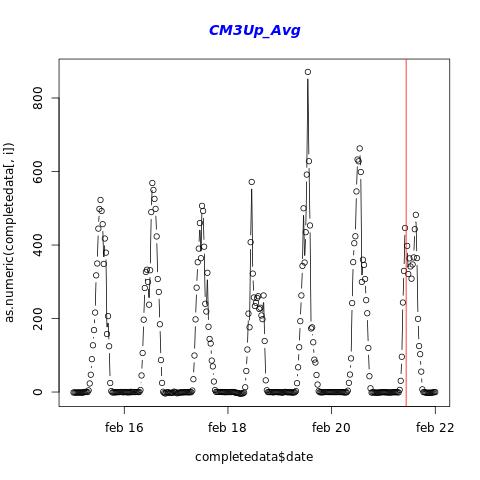 CM3Up_Avg
as.numeric(completedata[, i])
800
600
400
200
0
feb 16
feb 18
feb 20
feb 22
completedata$date